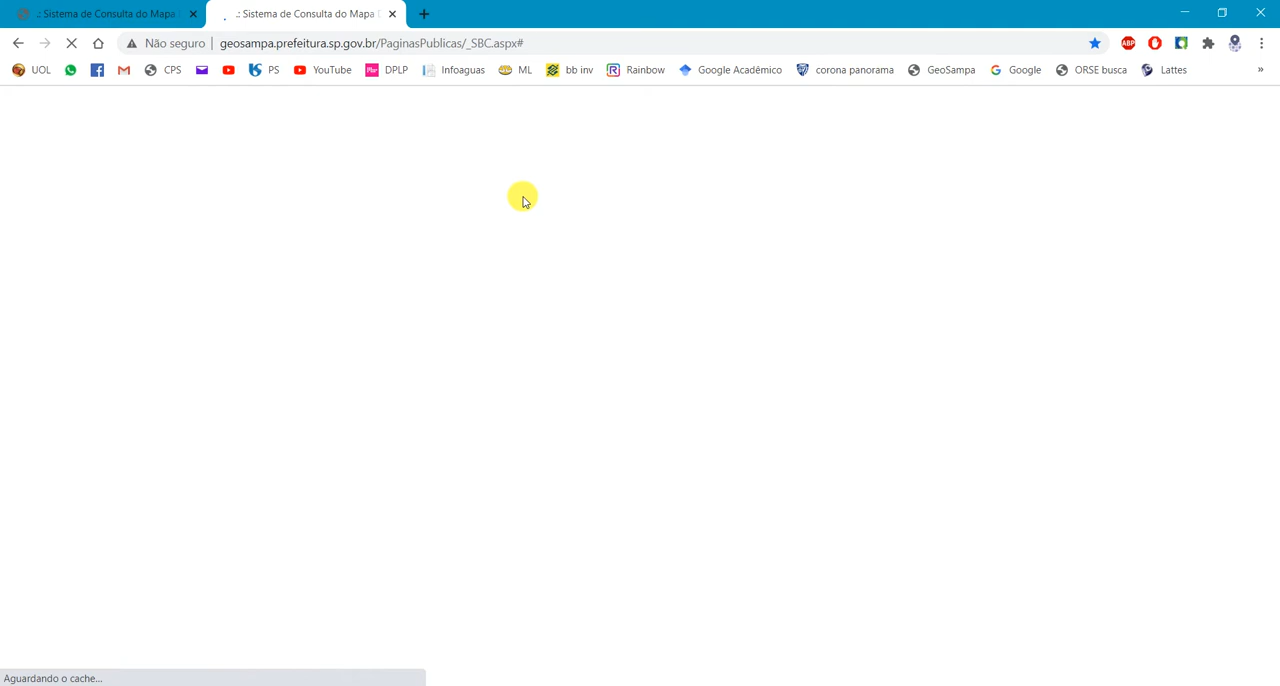 .: Sistema de Consulta do Mapa
.: Sistema de Consulta do Mapa
Não seguro | geosampa.prefeitura.sp.gov.br/PaginasPublicas/_SBC.aspx#
ABP
UOL CPS PS YouTube DPLP Infoaguas ML bb inv Rainbow Google Acadêmico corona panorama GeoSampa Google ORSE busca Lattes »
Aguardando o cache...